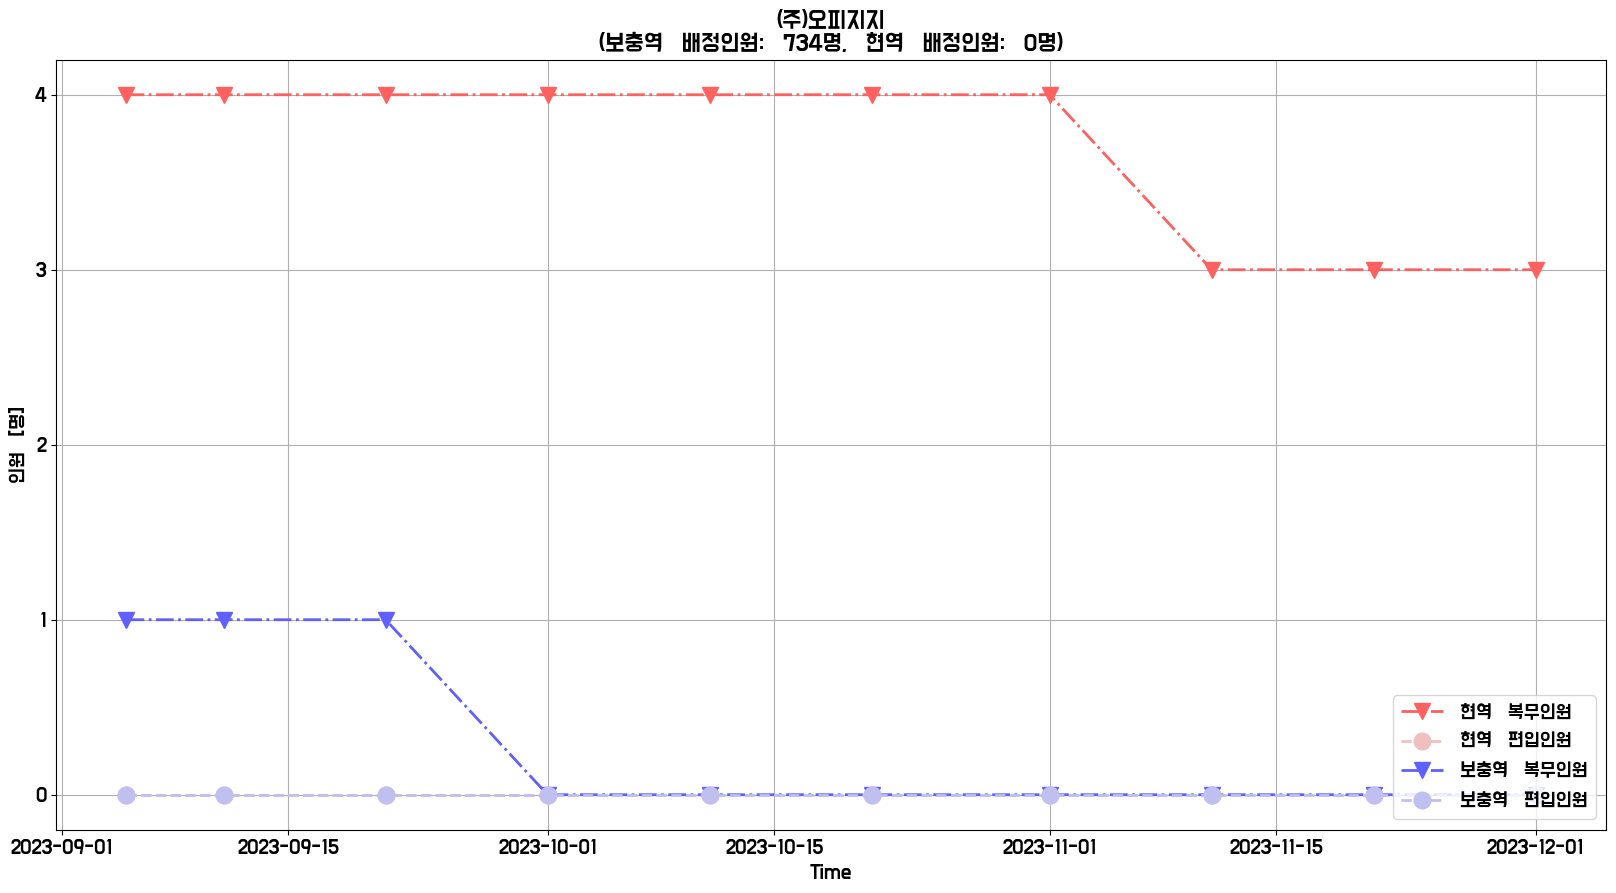 (주)오피지지
(보충역 배정인원: 734명, 현역 배정인원: 0명)
4
3
2
1
0
인원 [명]
현역 복무인원
현역 편입인원
보충역 복무인원
보충역 편입인원
2023-09-01 2023-09-15 2023-10-01 2023-10-15 2023-11-01 2023-11-15 2023-12-01
Time